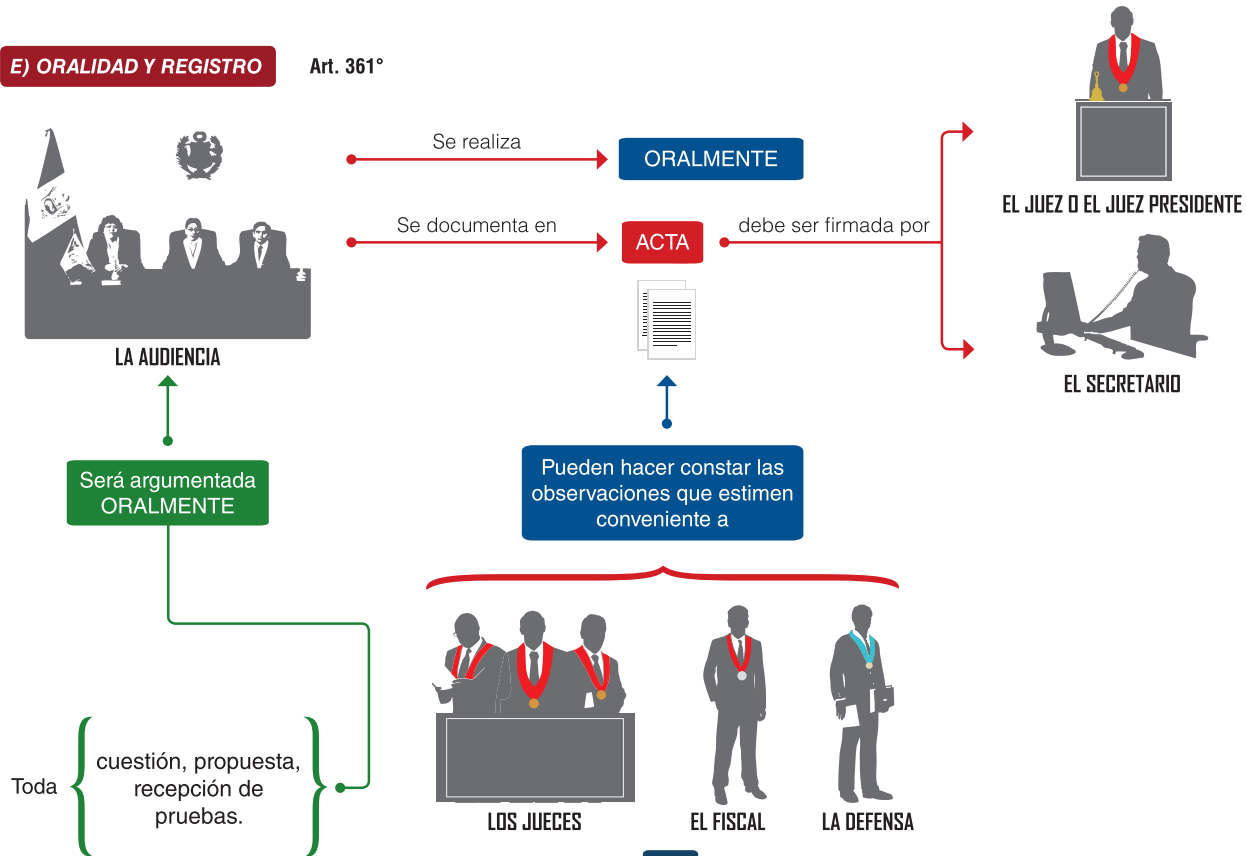 E) ORALIDAD Y REGISTRO
Art. 361°
Se realiza
ORALMENTE
Se documenta en
ACTA
debe ser firmada por
EL JUEZ O EL JUEZ PRESIDENTE
EL SECRETARIO
LA AUDIENCIA
Será argumentada
ORALMENTE
Pueden hacer constar las
observaciones que estimen
conveniente a
Toda
cuestión, propuesta,
recepción de
pruebas.
LOS JUECES
EL FISCAL
LA DEFENSA